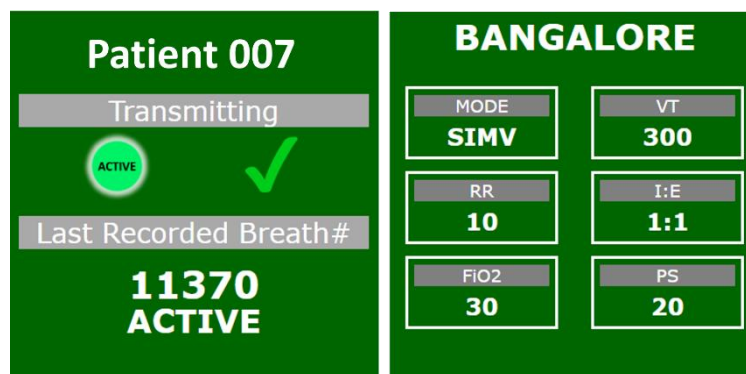 Patient 007
Transmitting
ACTIVE
Last Recorded Breath#
11370
ACTIVE
BANGALORE
MODE
SIMV
VT
300
RR
10
I:E
1:1
FiO2
30
PS
20